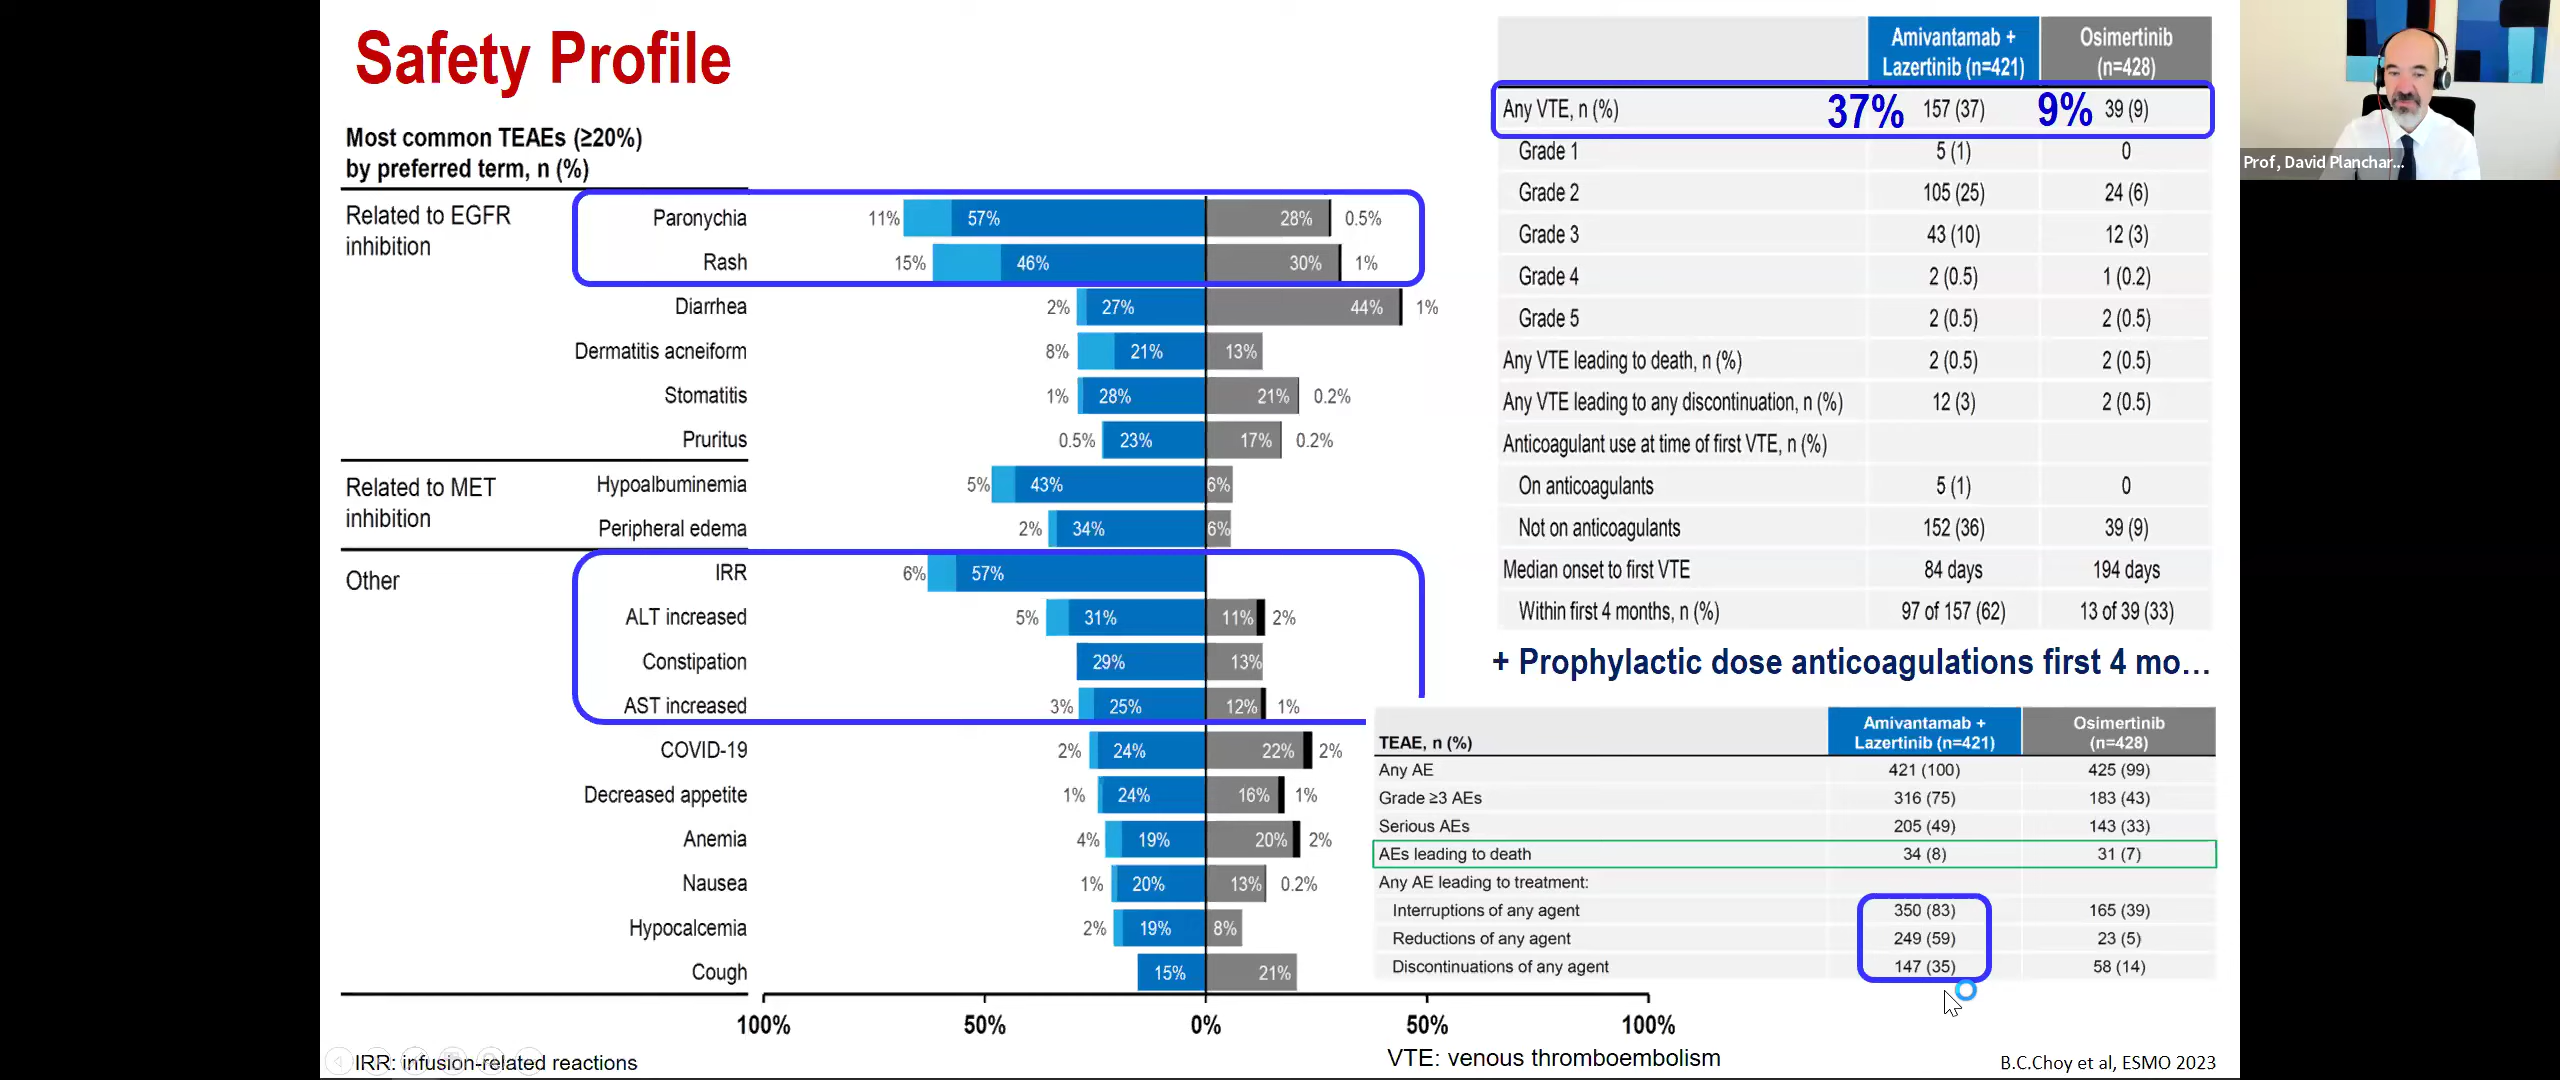 Safety Profile
Most common TEAEs (≥20%)
by preferred term, n (%)
Related to EGFR
inhibition
Paronychia 11% 57% 28% 0.5%
Rash 15% 46% 30% 1%
Diarrhea 2% 27% 44% 1%
Dermatitis acneiform 8% 21% 13%
Stomatitis 1% 28% 21% 0.2%
Pruritus 0.5% 23% 17% 0.2%
Related to MET
inhibition
Hypoalbuminemia 5% 43% 6%
Peripheral edema 2% 34% 6%
Other
IRR 6% 57%
ALT increased 5% 31% 11% 2%
Constipation 29% 13%
AST increased 3% 25% 12% 1%
COVID-19 2% 24% 22% 2%
Decreased appetite 1% 24% 16% 1%
Anemia 4% 19% 20% 2%
Nausea 1% 20% 13% 0.2%
Hypocalcemia 2% 19% 8%
Cough 15% 21%
100% 50% 0% 50% 100%
IRR: infusion-related reactions
Amivantamab +
Lazertinib (n=421)
Osimertinib
(n=428)
Any VTE, n (%) 37% 157 (37) 9% 39 (9)
Grade 1 5 (1) 0
Grade 2 105 (25) 24 (6)
Grade 3 43 (10) 12 (3)
Grade 4 2 (0.5) 1 (0.2)
Grade 5 2 (0.5) 2 (0.5)
Any VTE leading to death, n (%) 2 (0.5) 2 (0.5)
Any VTE leading to any discontinuation, n (%) 12 (3) 2 (0.5)
Anticoagulant use at time of first VTE, n (%)
On anticoagulants 5 (1) 0
Not on anticoagulants 152 (36) 39 (9)
Median onset to first VTE 84 days 194 days
Within first 4 months, n (%) 97 of 157 (62) 13 of 39 (33)
+ Prophylactic dose anticoagulations first 4 mo…
TEAE, n (%)
Amivantamab +
Lazertinib (n=421)
Osimertinib
(n=428)
Any AE 421 (100) 425 (99)
Grade ≥3 AEs 316 (75) 183 (43)
Serious AEs 205 (49) 143 (33)
AEs leading to death 34 (8) 31 (7)
Any AE leading to treatment:
Interruptions of any agent 350 (83) 165 (39)
Reductions of any agent 249 (59) 23 (5)
Discontinuations of any agent 147 (35) 58 (14)
VTE: venous thromboembolism
B.C.Choy et al, ESMO 2023
Prof, David Planchar...